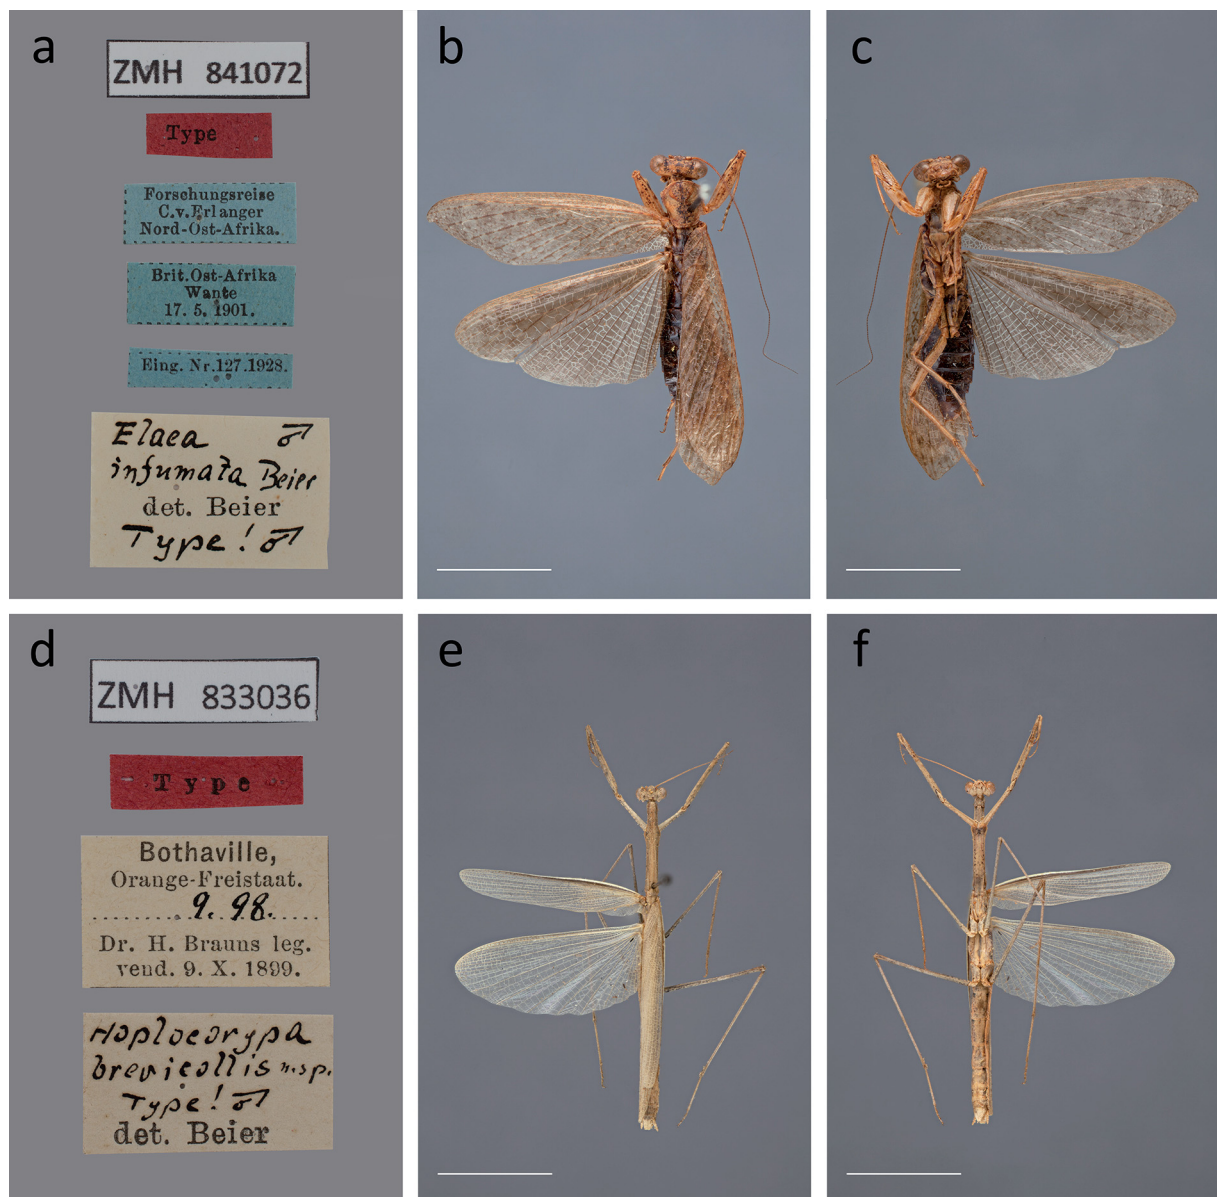 a
ZMH 841072
Type
Forschungsreise
C.v.Erlanger
Nord-Ost-Afrika.
Brit.Ost-Afrika
Wante
17. 5. 1901.
Eing. Nr.127.1928.
Elaea ♂
infumata Beier
det. Beier
Type! ♂
b
c
d
ZMH 833036
Type
Bothaville,
Orange-Freistaat.
9. 98.
Dr. H. Brauns leg.
vend. 9. X. 1899.
Hoplocorypa
brevicollis n.sp.
Type! ♂
det. Beier
e
f